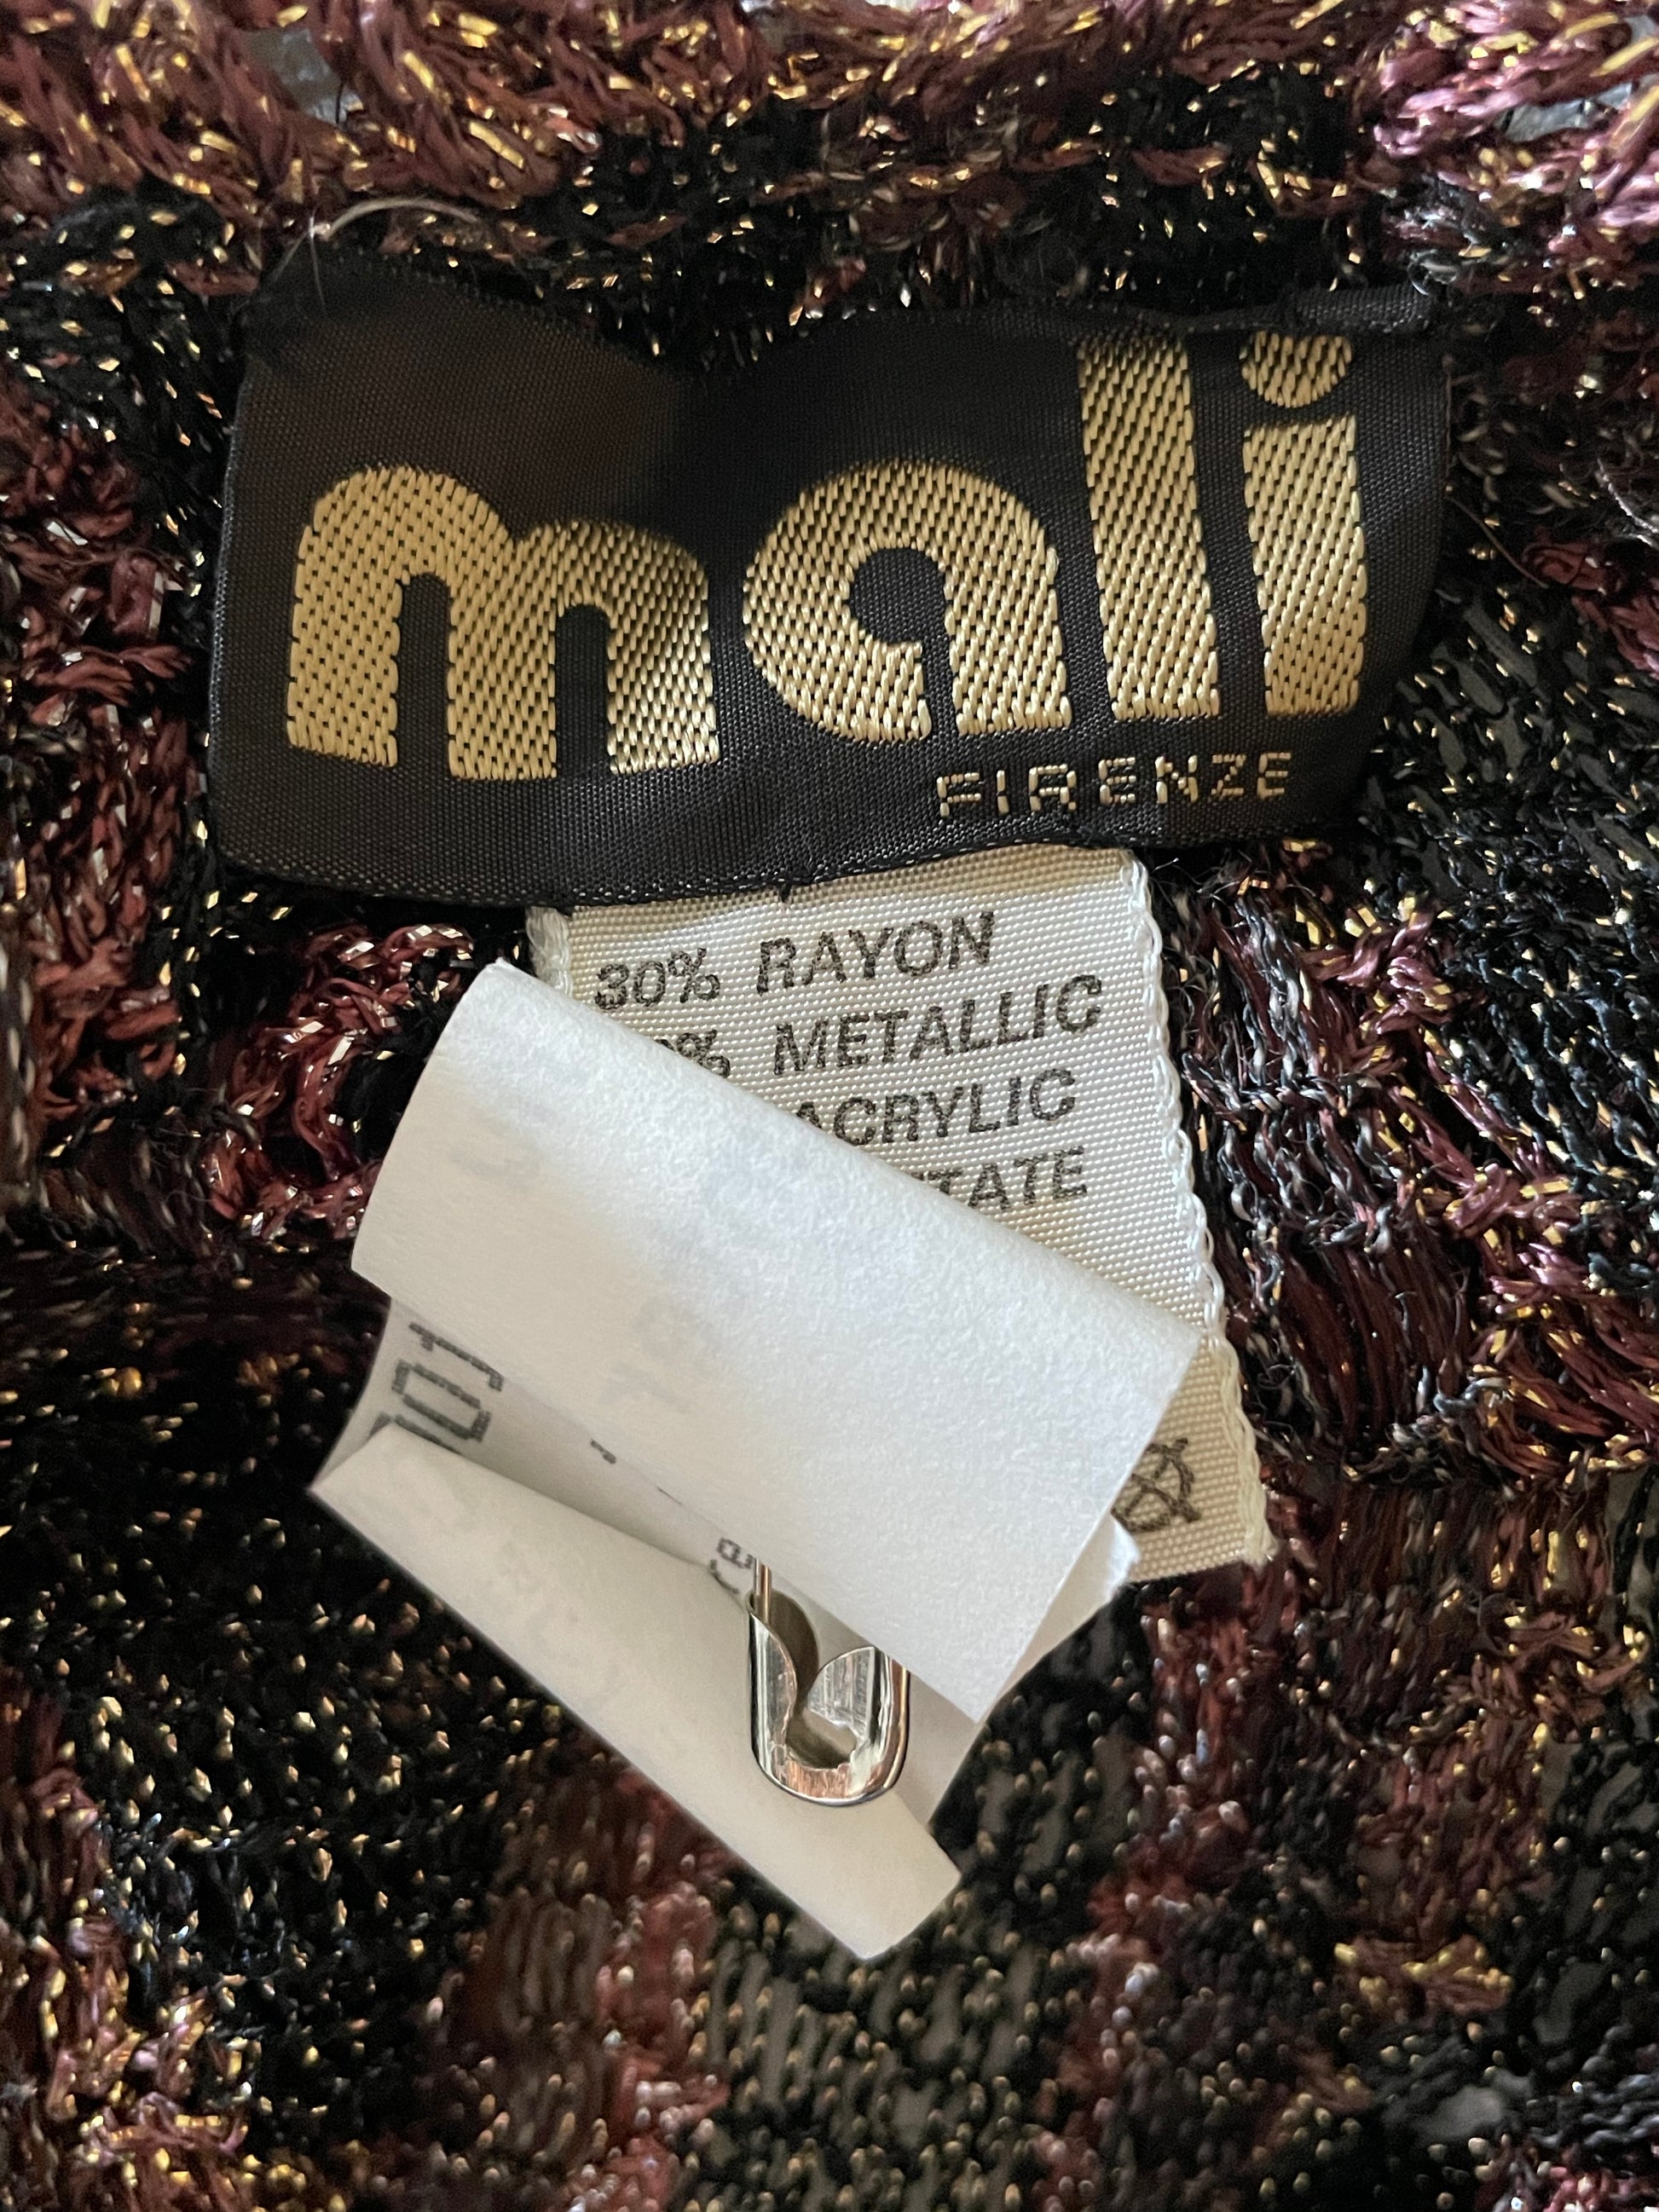 mali
FIRENZE
30% RAYON
% METALLIC
ACRYLIC